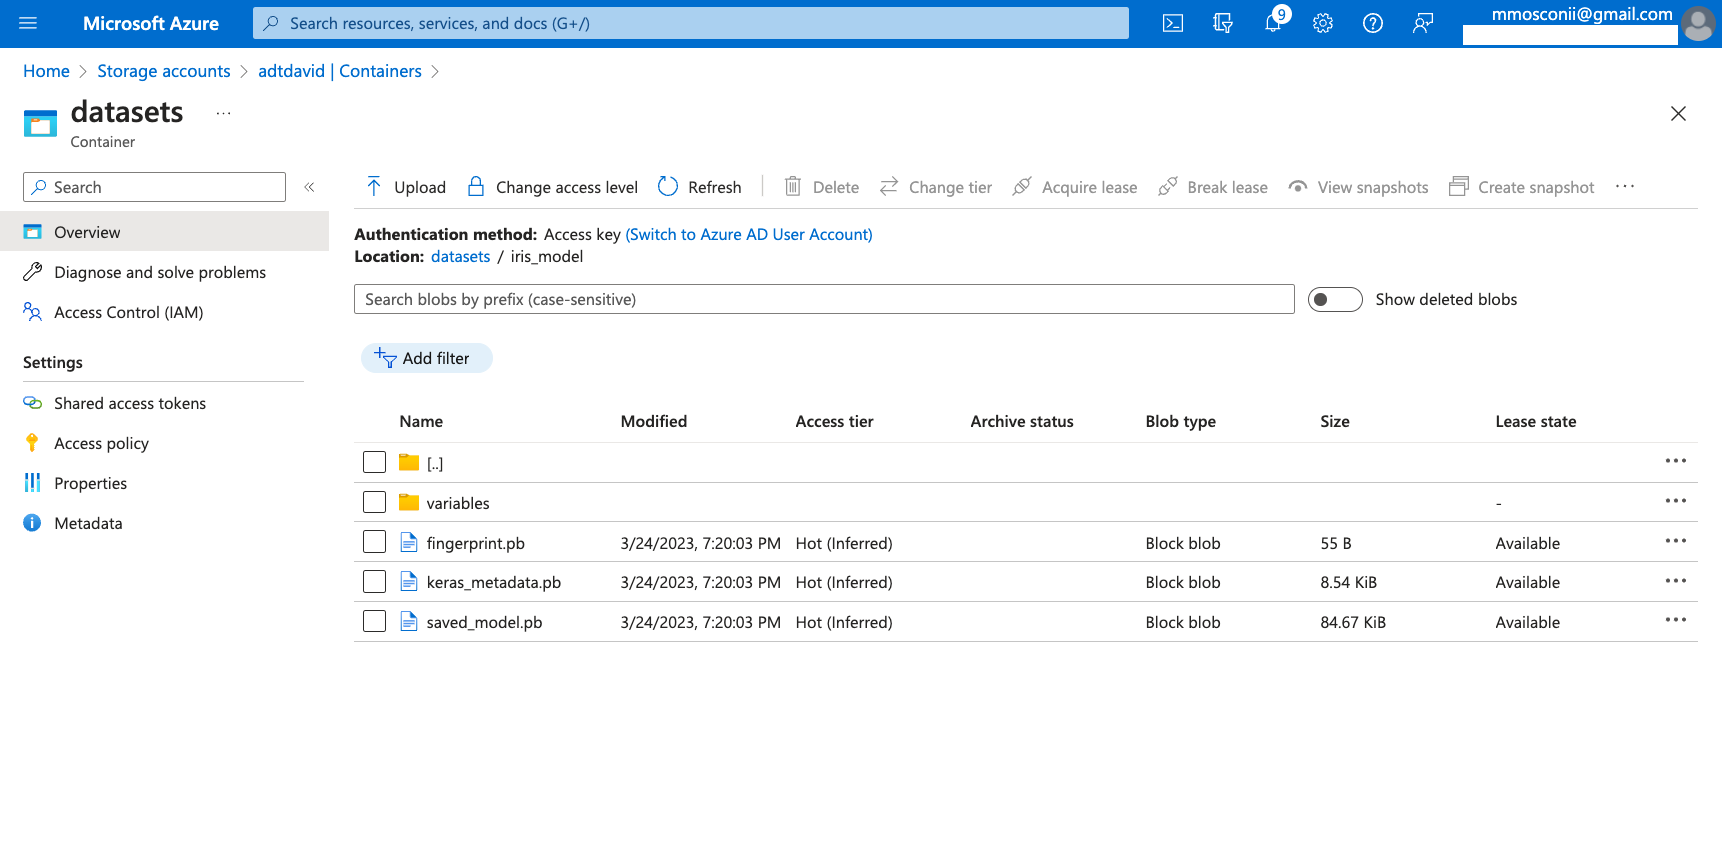 Microsoft Azure
Search resources, services, and docs (G+/)
9
mmosconii@gmail.com
Home > Storage accounts > adtdavid | Containers >
datasets ...
Container
Search
«
Overview
Diagnose and solve problems
Access Control (IAM)
Settings
Shared access tokens
Access policy
Properties
Metadata
Upload Change access level Refresh Delete Change tier Acquire lease Break lease View snapshots Create snapshot ...
Authentication method: Access key (Switch to Azure AD User Account)
Location: datasets / iris_model
Search blobs by prefix (case-sensitive)
Show deleted blobs
Add filter
Name Modified Access tier Archive status Blob type Size Lease state
[..] ...
variables - ...
fingerprint.pb 3/24/2023, 7:20:03 PM Hot (Inferred) Block blob 55 B Available ...
keras_metadata.pb 3/24/2023, 7:20:03 PM Hot (Inferred) Block blob 8.54 KiB Available ...
saved_model.pb 3/24/2023, 7:20:03 PM Hot (Inferred) Block blob 84.67 KiB Available ...